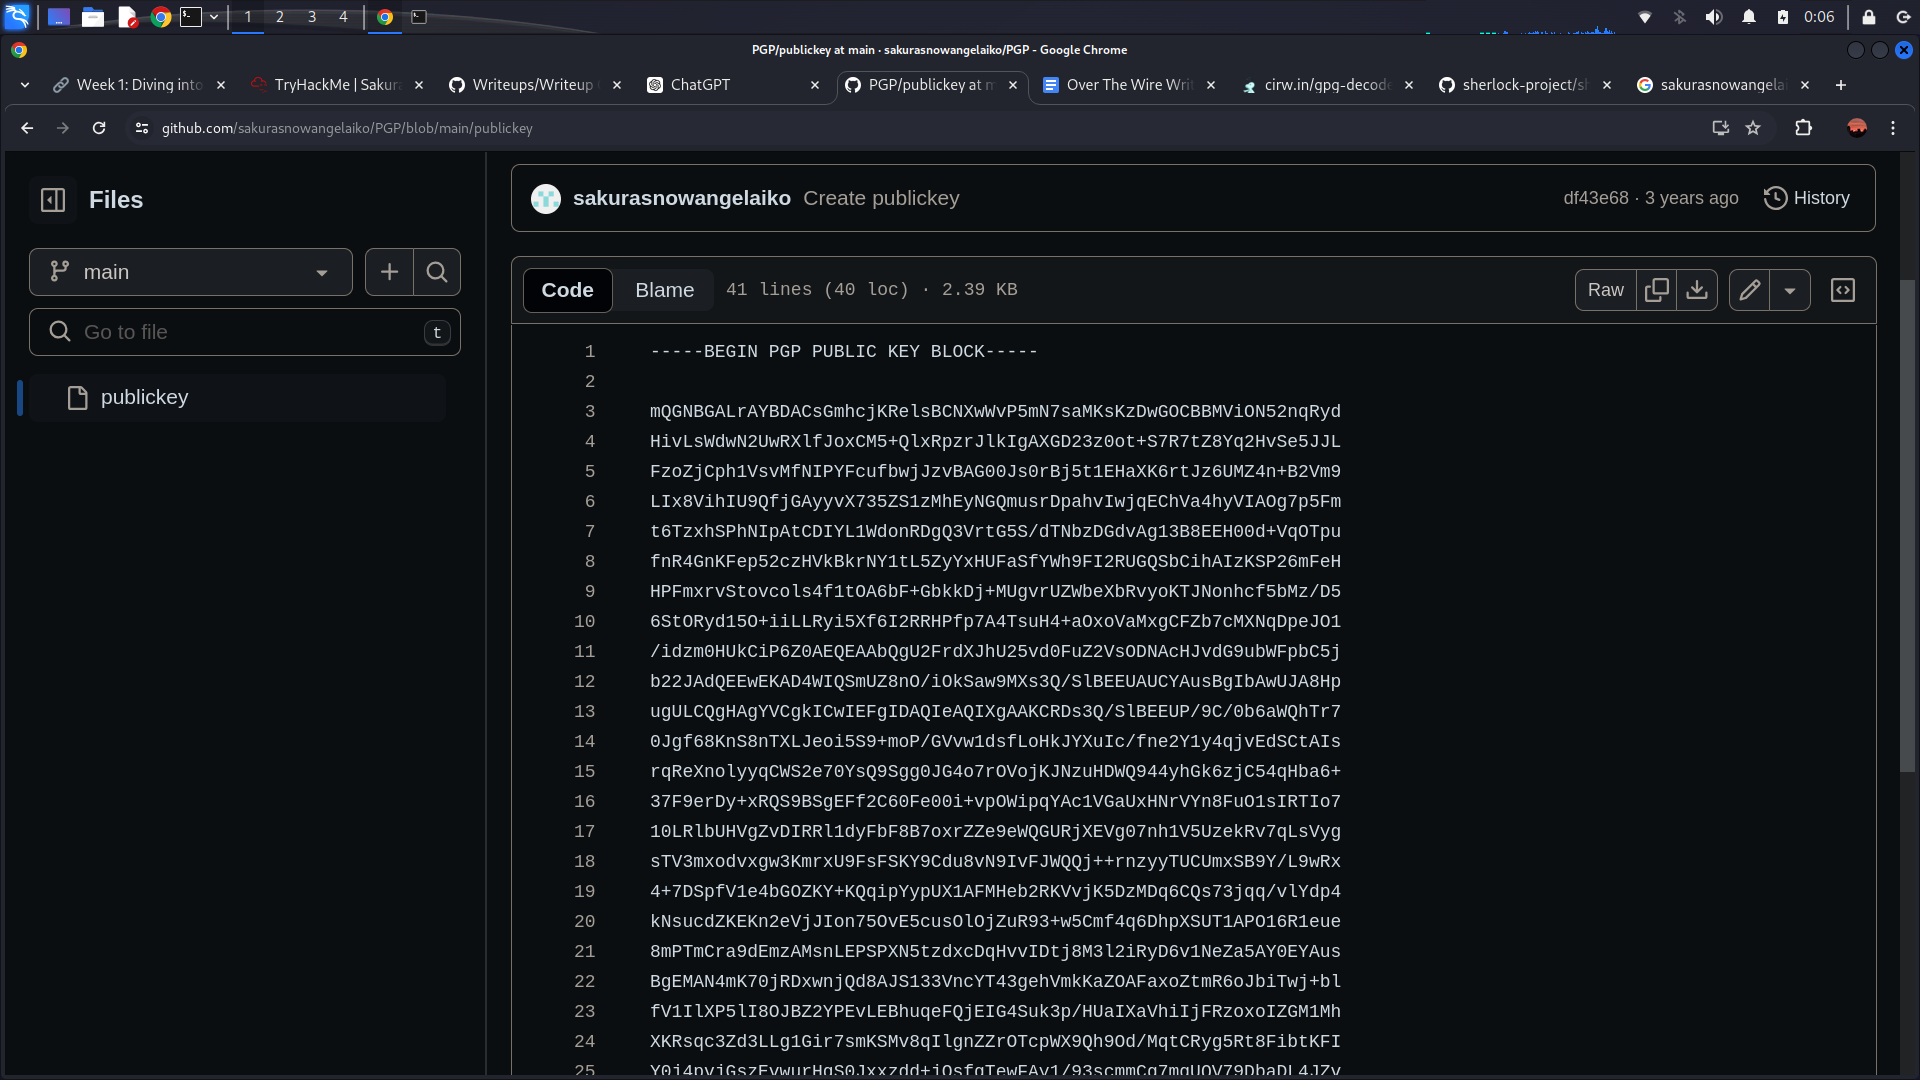 1 2 3 4 0:06
PGP/publickey at main · sakurasnowangelaiko/PGP - Google Chrome
Week 1: Diving into
TryHackMe | Sakura
Writeups/Writeup
ChatGPT
PGP/publickey at m
Over The Wire Writ
cirw.in/gpg-decode
sherlock-project/sh
sakurasnowangelai
github.com/sakurasnowangelaiko/PGP/blob/main/publickey
Files
main
Go to file
t
publickey
sakurasnowangelaiko Create publickey
df43e68 · 3 years ago
History
Code
Blame
41 lines (40 loc) · 2.39 KB
Raw
1 -----BEGIN PGP PUBLIC KEY BLOCK-----
2
3 mQGNBGALrAYBDACsGmhcjKRelsBCNXwWvP5mN7saMKsKzDwGOCBBMViON52nqRyd
4 HivLsWdwN2UwRXlfJoxCM5+QlxRpzrJlkIgAXGD23z0ot+S7R7tZ8Yq2HvSe5JJL
5 FzoZjCph1VsvMfNIPYFcufbwjJzvBAG00Js0rBj5t1EHaXK6rtJz6UMZ4n+B2Vm9
6 LIx8VihIU9QfjGAyyvX735ZS1zMhEyNGQmusrDpahvIwjqEChVa4hyVIAOg7p5Fm
7 t6TzxhSPhNIpAtCDIYL1WdonRDgQ3VrtG5S/dTNbzDGdvAg13B8EEH00d+VqOTpu
8 fnR4GnKFep52czHVkBkrNY1tL5ZyYxHUFaSfYWh9FI2RUGQSbCihAIzKSP26mFeH
9 HPFmxrvStovcols4f1tOA6bF+GbkkDj+MUgvrUZWbeXbRvyoKTJNonhcf5bMz/D5
10 6StORyd15O+iiLLRyi5Xf6I2RRHPfp7A4TsuH4+aOxoVaMxgCFZb7cMXNqDpeJO1
11 /idzm0HUkCiP6Z0AEQEAAbQgU2FrdXJhU25vd0FuZ2VsODNAcHJvdG9ubWFpbC5j
12 b22JAdQEEwEKAD4WIQSmUZ8nO/iOkSaw9MXs3Q/SlBEEUAUCYAusBgIbAwUJA8Hp
13 ugULCQgHAgYVCgkICwIEFgIDAQIeAQIXgAAKCRDs3Q/SlBEEUP/9C/0b6aWQhTr7
14 0Jgf68KnS8nTXLJeoi5S9+moP/GVvw1dsfLoHkJYXuIc/fne2Y1y4qjvEdSCtAIs
15 rqReXnolyyqCWS2e70YsQ9Sgg0JG4o7rOVojKJNzuHDWQ944yhGk6zjC54qHba6+
16 37F9erDy+xRQS9BSgEFf2C60Fe00i+vpOWipqYAc1VGaUxHNrVYn8FuO1sIRTIo7
17 10LRlbUHVgZvDIRRl1dyFbF8B7oxrZZe9eWQGURjXEVg07nh1V5UzekRv7qLsVyg
18 sTV3mxodvxgw3KmrxU9FsFSKY9Cdu8vN9IvFJWQQj++rnzyyTUCUmxSB9Y/L9wRx
19 4+7DSpfV1e4bGOZKY+KQqipYypUX1AFMHeb2RKVvjK5DzMDq6CQs73jqq/vlYdp4
20 kNsucdZKEKn2eVjJIon75OvE5cusOlOjZuR93+w5Cmf4q6DhpXSUT1APO16R1eue
21 8mPTmCra9dEmzAMsnLEPSPXN5tzdxcDqHvvIDtj8M3l2iRyD6v1NeZa5AY0EYAus
22 BgEMAN4mK70jRDxwnjQd8AJS133VncYT43gehVmkKaZOAFaxoZtmR6oJbiTwj+bl
23 fV1IlXP5lI8OJBZ2YPEvLEBhuqeFQjEIG4Suk3p/HUaIXaVhiIjFRzoxoIZGM1Mh
24 XKRsqc3Zd3LLg1Gir7smKSMv8qIlgnZZrOTcpWX9Qh9Od/MqtCRyg5Rt8FibtKFI
25